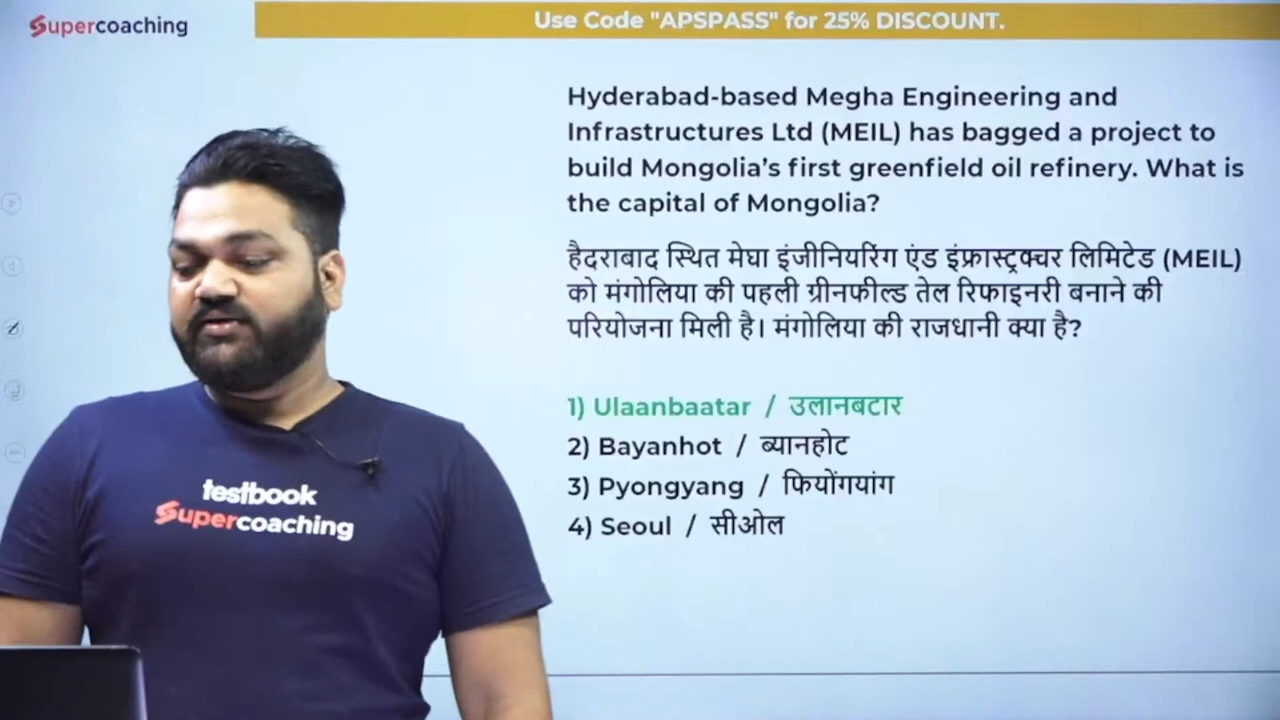 Supercoaching
Use Code "APSPASS" for 25% DISCOUNT.
Hyderabad-based Megha Engineering and
Infrastructures Ltd (MEIL) has bagged a project to
build Mongolia's first greenfield oil refinery. What is
the capital of Mongolia?
हैदराबाद स्थित मेघा इंजीनियरिंग एंड इंफ्रास्ट्रक्चर लिमिटेड (MEIL)
को मंगोलिया की पहली ग्रीनफील्ड तेल रिफाइनरी बनाने की
परियोजना मिली है। मंगोलिया की राजधानी क्या है?
1) Ulaanbaatar / उलानबटार
2) Bayanhot / ब्यानहोट
3) Pyongyang / फियोंगयांग
4) Seoul / सीओल
testbook
Supercoaching